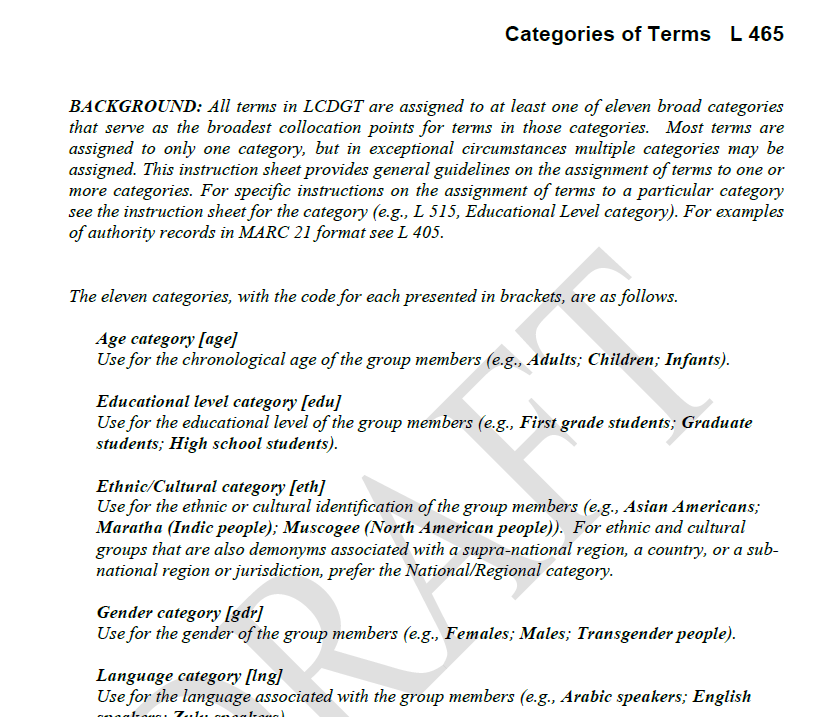 Categories of Terms L 465
BACKGROUND: All terms in LCDGT are assigned to at least one of eleven broad categories
that serve as the broadest collocation points for terms in those categories. Most terms are
assigned to only one category, but in exceptional circumstances multiple categories may be
assigned. This instruction sheet provides general guidelines on the assignment of terms to one or
more categories. For specific instructions on the assignment of terms to a particular category
see the instruction sheet for the category (e.g., L 515, Educational Level category). For examples
of authority records in MARC 21 format see L 405.
The eleven categories, with the code for each presented in brackets, are as follows.
Age category [age]
Use for the chronological age of the group members (e.g., Adults; Children; Infants).
Educational level category [edu]
Use for the educational level of the group members (e.g., First grade students; Graduate
students; High school students).
Ethnic/Cultural category [eth]
Use for the ethnic or cultural identification of the group members (e.g., Asian Americans;
Maratha (Indic people); Muscogee (North American people)). For ethnic and cultural
groups that are also demonyms associated with a supra-national region, a country, or a sub-
national region or jurisdiction, prefer the National/Regional category.
Gender category [gdr]
Use for the gender of the group members (e.g., Females; Males; Transgender people).
Language category [lng]
Use for the language associated with the group members (e.g., Arabic speakers; English
speakers; Zulu speakers)
DRAFT